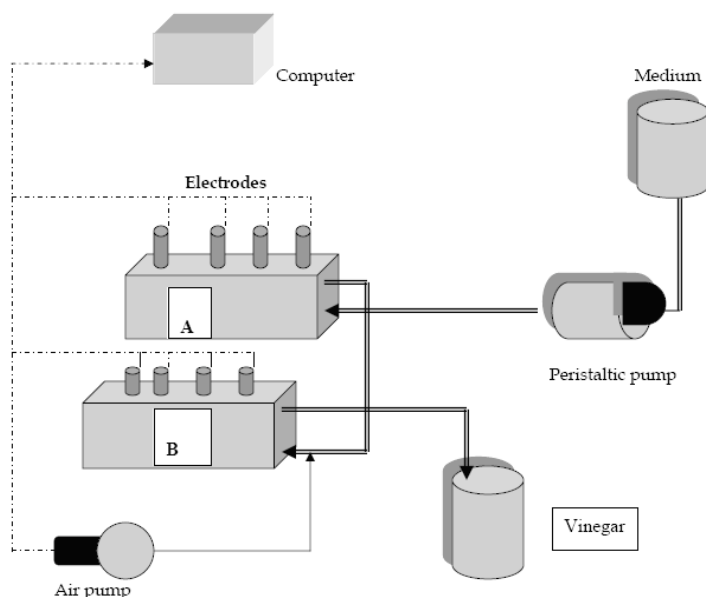 Computer
Medium
Electrodes
A
Peristaltic pump
B
Vinegar
Air pump